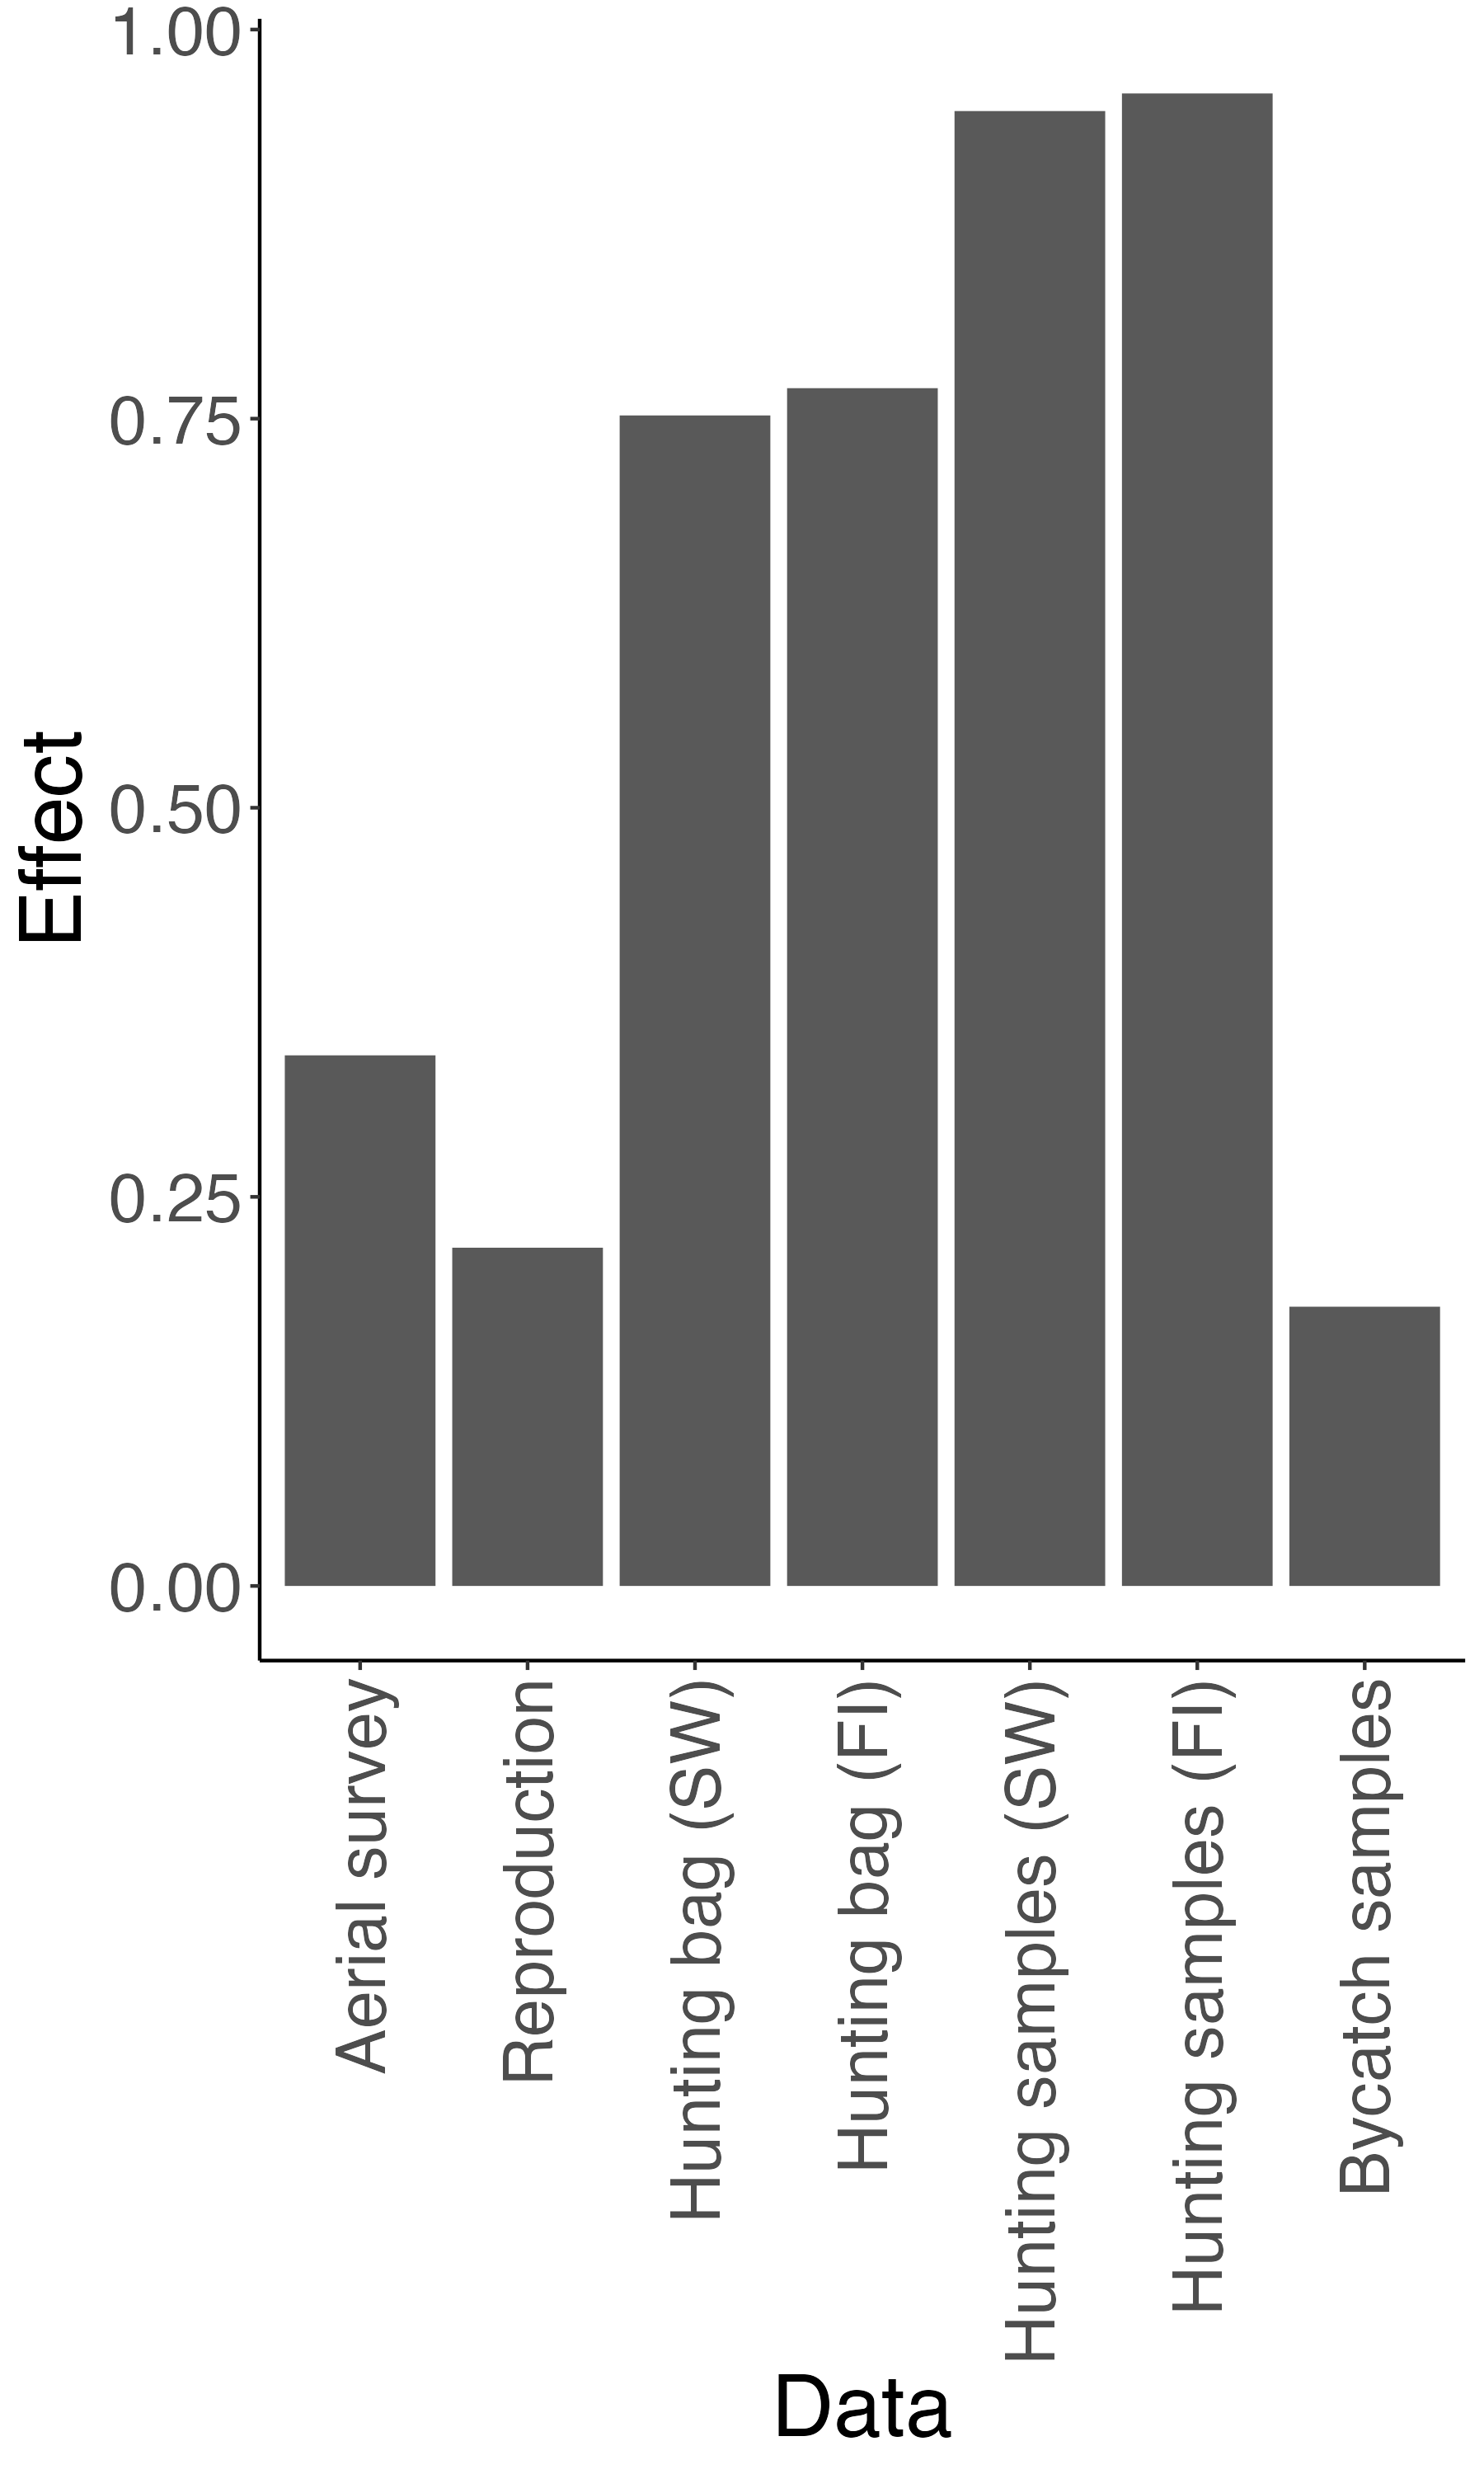 1.00
0.75
0.50
0.25
0.00
Effect
Aerial survey
Reproduction
Hunting bag (SW)
Hunting bag (FI)
Hunting samples (SW)
Hunting samples (FI)
Bycatch samples
Data